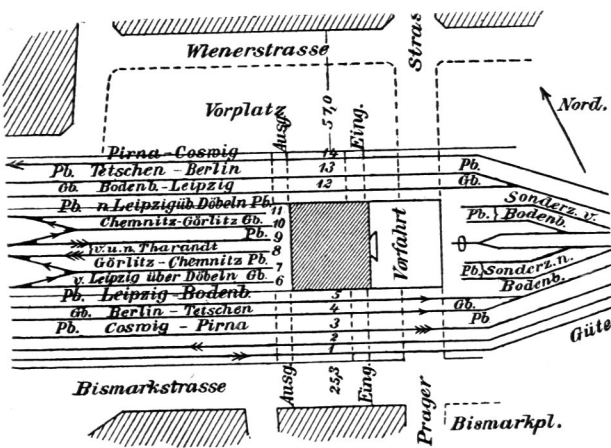 Wienerstrasse
Stras
Nord.
Vorplatz
Ausg.
57,0
Eing.
Pirna-Coswig 14
Pb. Tetschen-Berlin 13 Pb.
Gb. Bodenb.-Leipzig 12 Gb.
Pb. n. Leipzig üb. Döbeln Pb. 11
Chemnitz-Görlitz Gb. 10
Pb. 9
v.u.n. Tharandt 8
Görlitz-Chemnitz Pb. 7
v. Leipzig über Döbeln Gb. 6
Pb. Leipzig-Bodenb. 5
Gb. Berlin-Tetschen 4 Gb.
Pb. Coswig-Pirna 3 Pb.
2
1
Vorfahrt
Sonderz. v.
Pb. Bodenb.
Pb. Sonderz. n.
Bodenb.
Güte
Bismarkstrasse
Ausg.
25,3
Eing.
Prager
Bismarkpl.